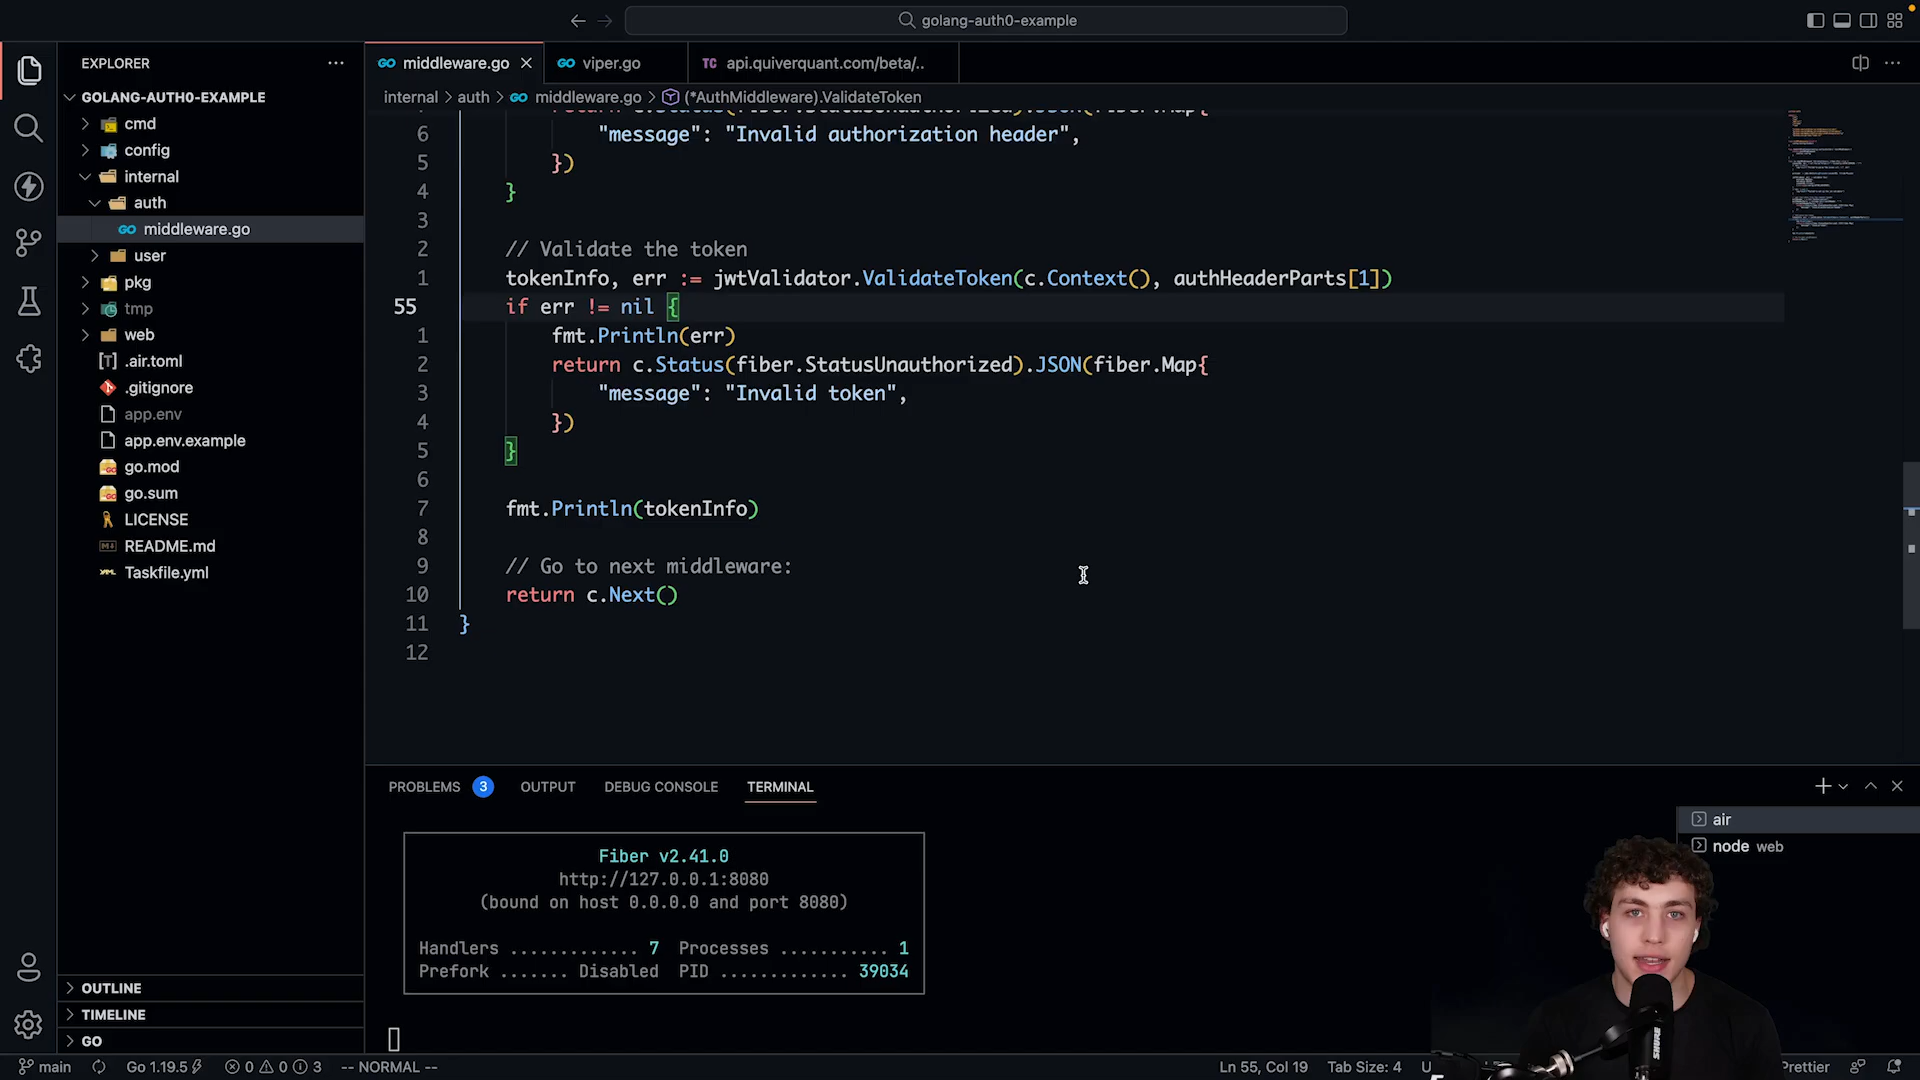 golang-auth0-example
EXPLORER
GOLANG-AUTH0-EXAMPLE
cmd
config
internal
auth
middleware.go
user
pkg
tmp
web
.air.toml
.gitignore
app.env
app.env.example
go.mod
go.sum
LICENSE
README.md
Taskfile.yml
OUTLINE
TIMELINE
GO
middleware.go
viper.go
TC api.quiverquant.com/beta/..
internal > auth > middleware.go > (*AuthMiddleware).ValidateToken
6 "message": "Invalid authorization header",
5 })
4 }
3
2 // Validate the token
1 tokenInfo, err := jwtValidator.ValidateToken(c.Context(), authHeaderParts[1])
55 if err != nil {
1 fmt.Println(err)
2 return c.Status(fiber.StatusUnauthorized).JSON(fiber.Map{
3 "message": "Invalid token",
4 })
5 }
6
7 fmt.Println(tokenInfo)
8
9 // Go to next middleware:
10 return c.Next()
11 }
12
PROBLEMS 3 OUTPUT DEBUG CONSOLE TERMINAL
Fiber v2.41.0
http://127.0.0.1:8080
(bound on host 0.0.0.0 and port 8080)
Handlers ............. 7 Processes ........... 1
Prefork ....... Disabled PID ............. 39034
air
node web
main Go 1.19.5 0 0 3 -- NORMAL --
Ln 55, Col 19 Tab Size: 4
Prettier
SHURE